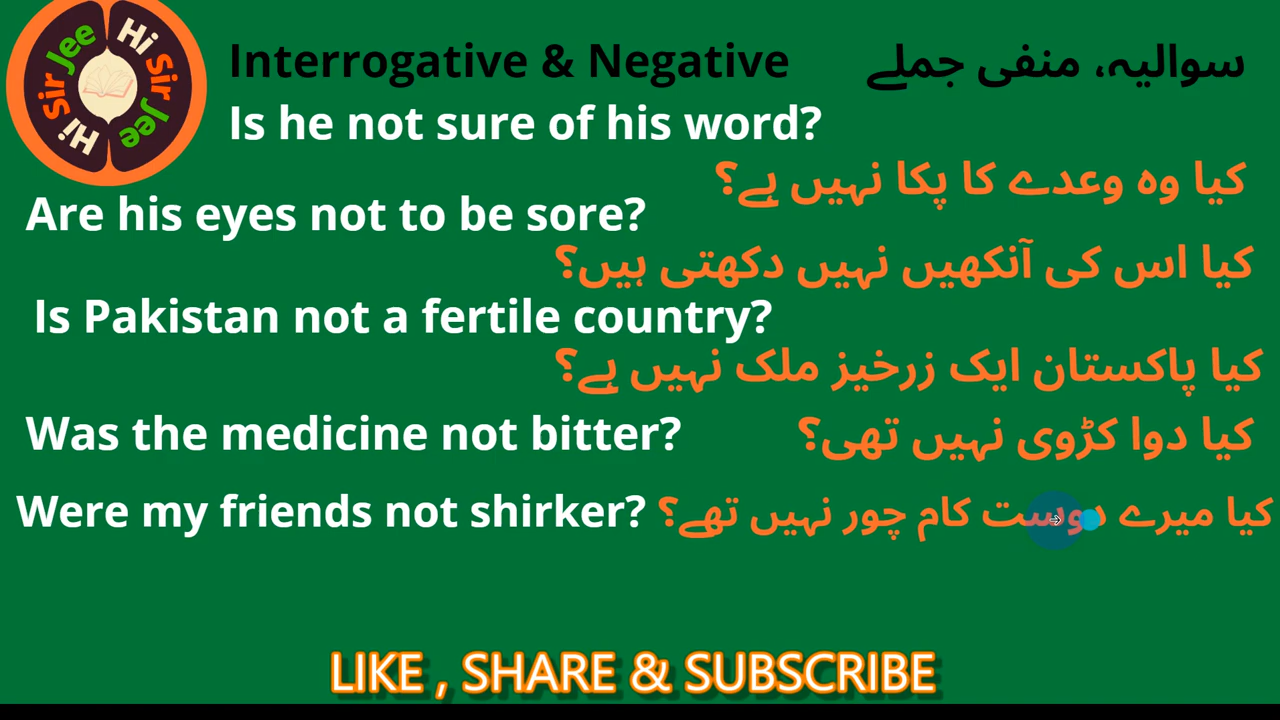 Hi Sir Jee
Hi Sir Jee
Interrogative & Negative سوالیہ، منفی جملے
Is he not sure of his word?
کیا وہ وعدے کا پکا نہیں ہے؟
Are his eyes not to be sore?
کیا اس کی آنکھیں نہیں دکھتی ہیں؟
Is Pakistan not a fertile country?
کیا پاکستان ایک زرخیز ملک نہیں ہے؟
Was the medicine not bitter? کیا دوا کڑوی نہیں تھی؟
Were my friends not shirker? کیا میرے دوست کام چور نہیں تھے؟
LIKE , SHARE & SUBSCRIBE